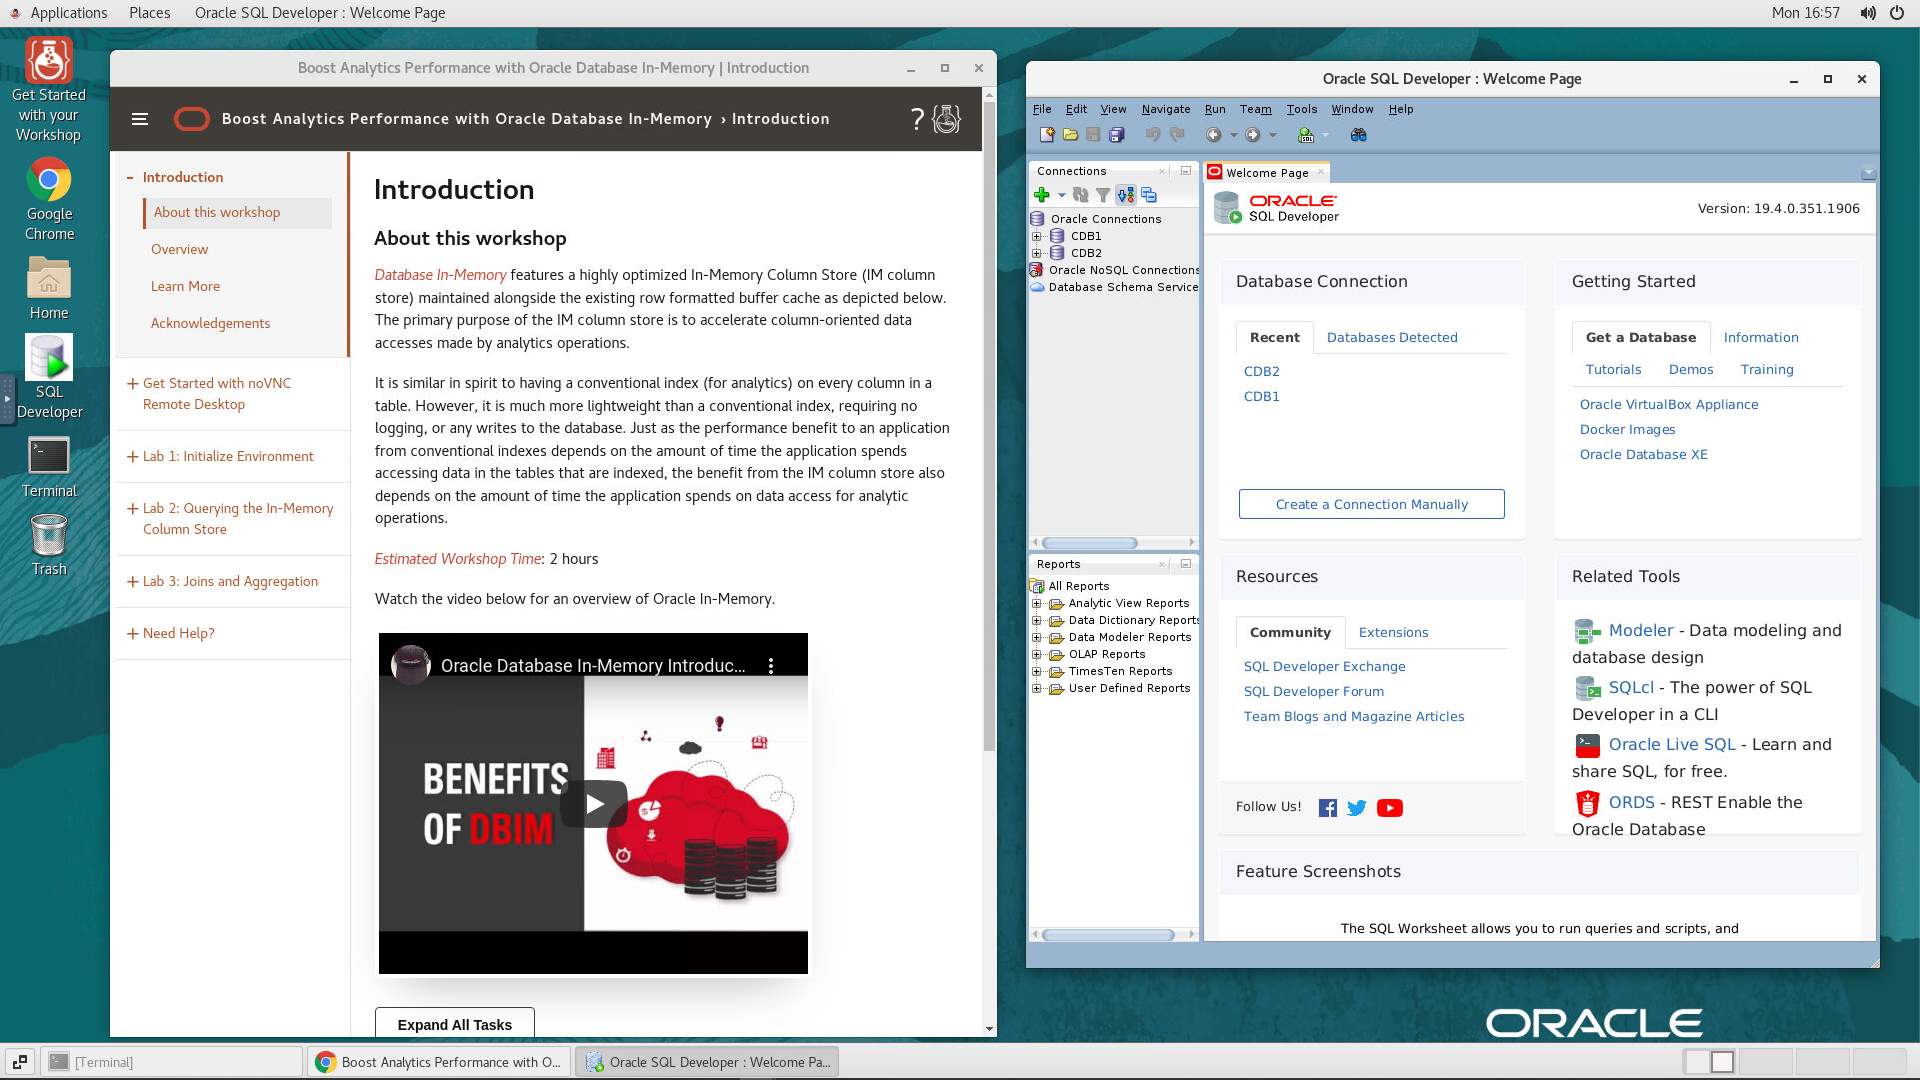 Applications Places Oracle SQL Developer : Welcome Page
Mon 16:57
Get Started
with your
Workshop
Google
Chrome
Home
SQL
Developer
Terminal
Trash
Boost Analytics Performance with Oracle Database In-Memory | Introduction
Boost Analytics Performance with Oracle Database In-Memory › Introduction
?
- Introduction
About this workshop
Overview
Learn More
Acknowledgements
+ Get Started with noVNC
Remote Desktop
+ Lab 1: Initialize Environment
+ Lab 2: Querying the In-Memory
Column Store
+ Lab 3: Joins and Aggregation
+ Need Help?
Introduction
About this workshop
Database In-Memory features a highly optimized In-Memory Column Store (IM column
store) maintained alongside the existing row formatted buffer cache as depicted below.
The primary purpose of the IM column store is to accelerate column-oriented data
accesses made by analytics operations.
It is similar in spirit to having a conventional index (for analytics) on every column in a
table. However, it is much more lightweight than a conventional index, requiring no
logging, or any writes to the database. Just as the performance benefit to an application
from conventional indexes depends on the amount of time the application spends
accessing data in the tables that are indexed, the benefit from the IM column store also
depends on the amount of time the application spends on data access for analytic
operations.
Estimated Workshop Time: 2 hours
Watch the video below for an overview of Oracle In-Memory.
Oracle Database In-Memory Introduc...
BENEFITS
OF DBIM
Expand All Tasks
Oracle SQL Developer : Welcome Page
File Edit View Navigate Run Team Tools Window Help
Connections
Oracle Connections
CDB1
CDB2
Oracle NoSQL Connections
Database Schema Service
Reports
All Reports
Analytic View Reports
Data Dictionary Reports
Data Modeler Reports
OLAP Reports
TimesTen Reports
User Defined Reports
Welcome Page
ORACLE
SQL Developer
Version: 19.4.0.351.1906
Database Connection
Recent Databases Detected
CDB2
CDB1
Create a Connection Manually
Getting Started
Get a Database Information
Tutorials Demos Training
Oracle VirtualBox Appliance
Docker Images
Oracle Database XE
Resources
Community Extensions
SQL Developer Exchange
SQL Developer Forum
Team Blogs and Magazine Articles
Follow Us!
Related Tools
Modeler - Data modeling and
database design
SQLcl - The power of SQL
Developer in a CLI
Oracle Live SQL - Learn and
share SQL, for free.
ORDS - REST Enable the
Oracle Database
Feature Screenshots
The SQL Worksheet allows you to run queries and scripts, and
ORACLE
[Terminal]
Boost Analytics Performance with O...
Oracle SQL Developer : Welcome Pa...